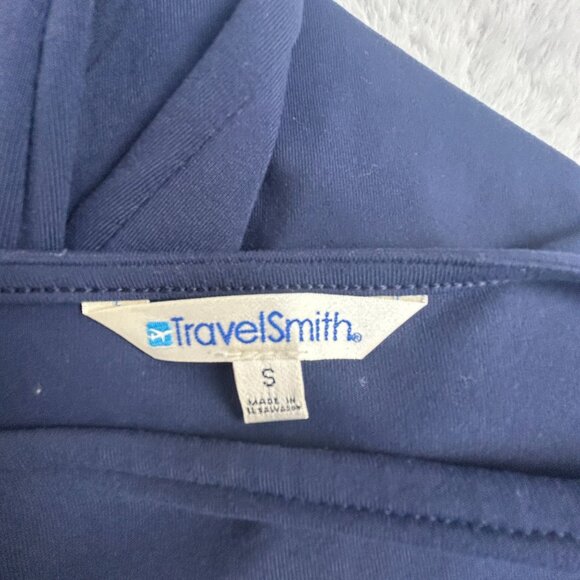 TravelSmith®
S
MADE IN
EL SALVADOR